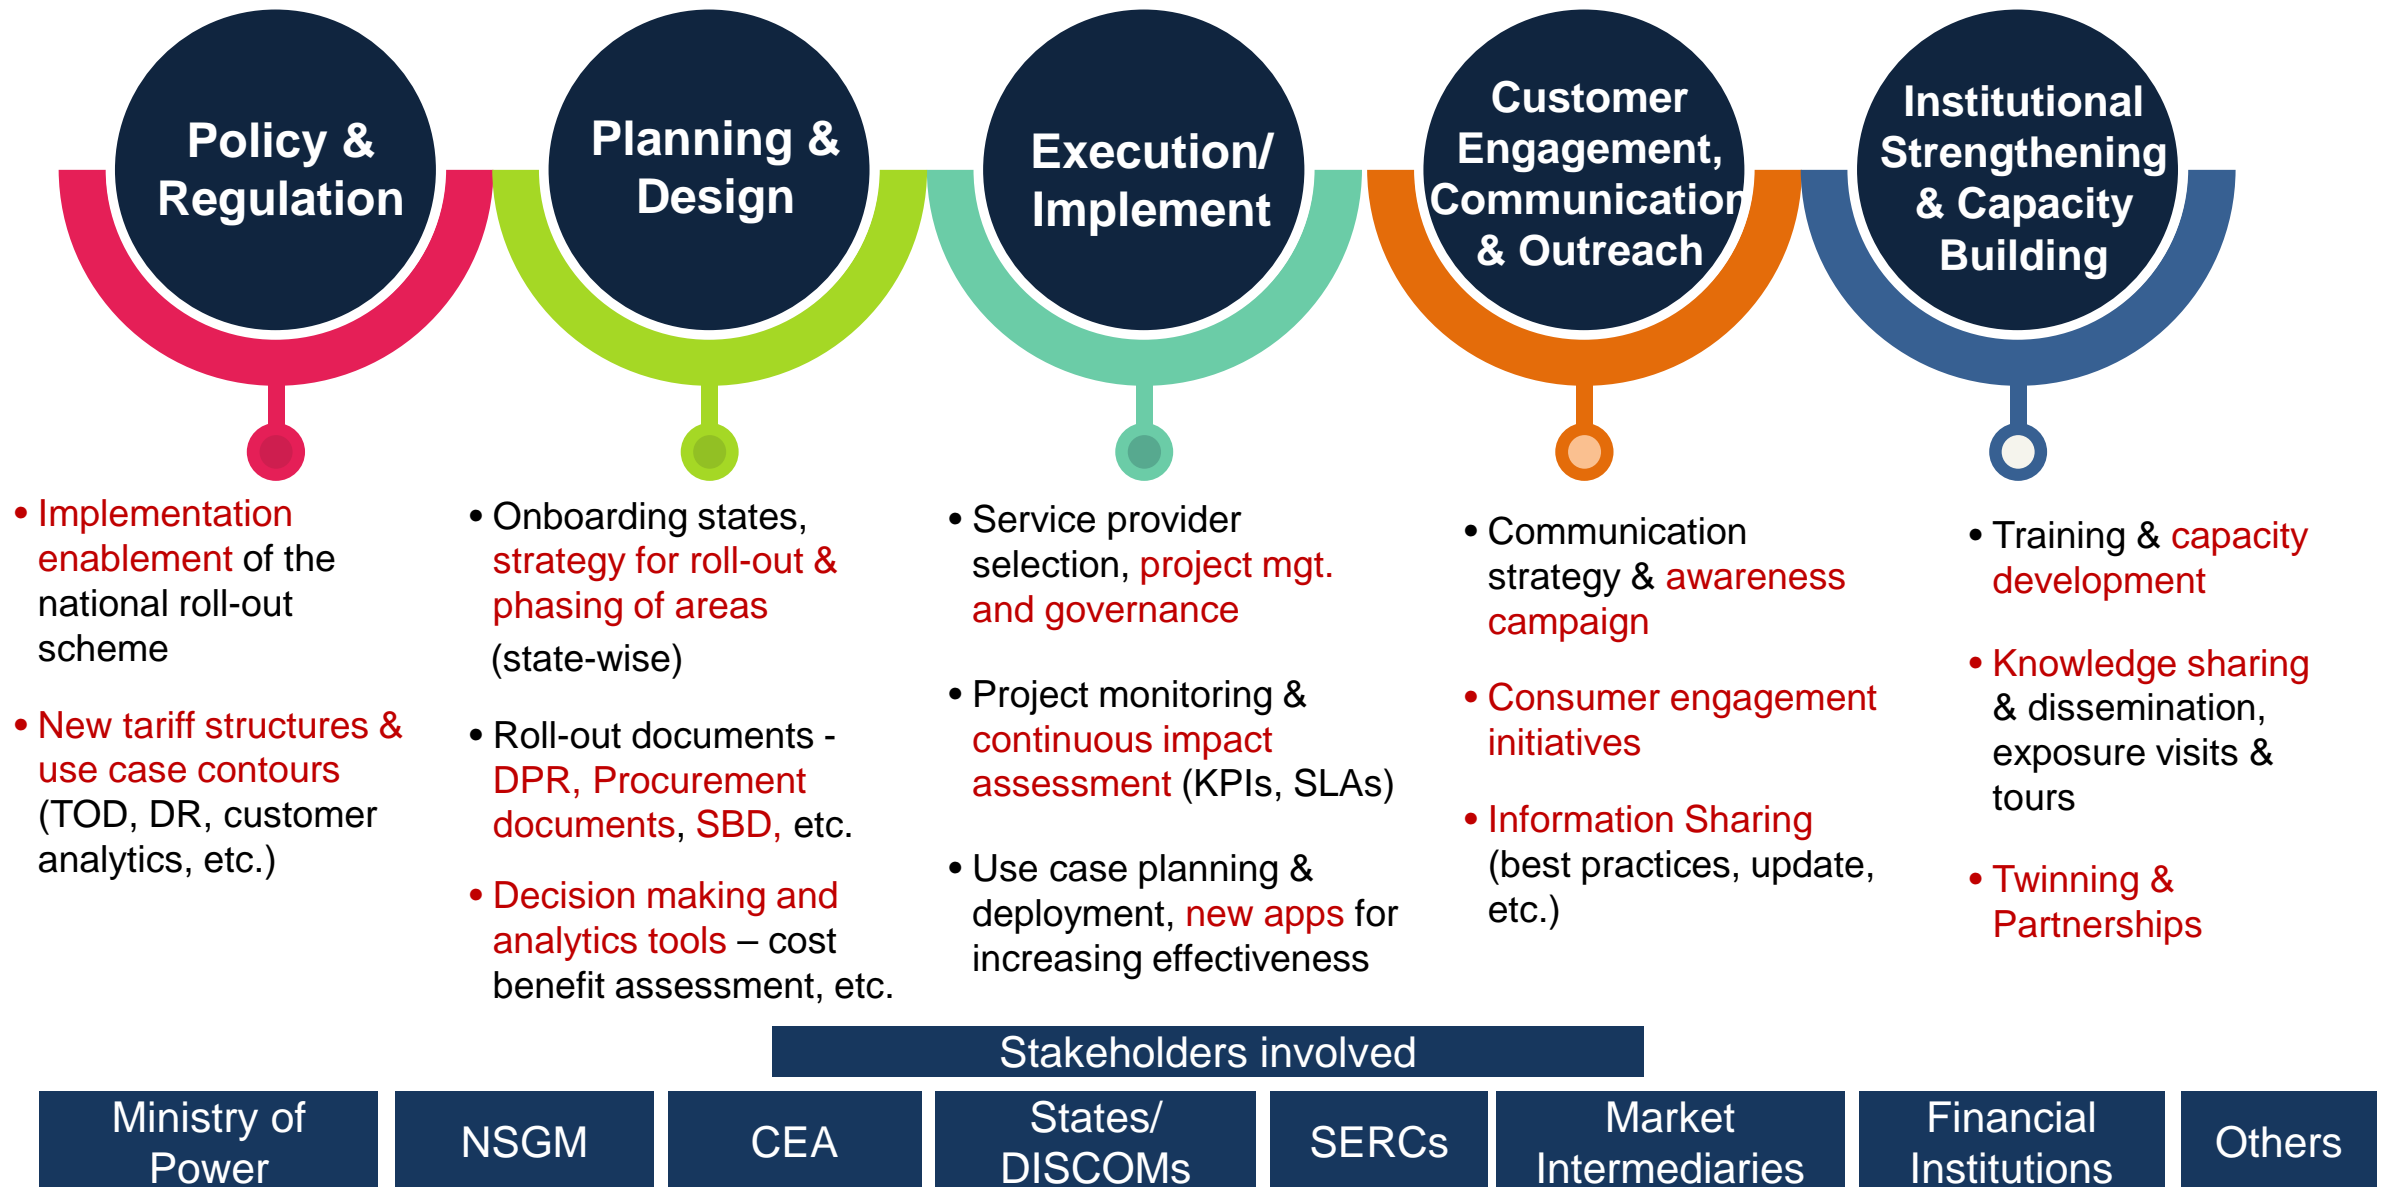 Policy &
Regulation
Planning &
Design
Execution/
Implement
Customer
Engagement,
Communication
& Outreach
Institutional
Strengthening
& Capacity
Building
• Implementation
enablement of the
national roll-out
scheme
• New tariff structures &
use case contours
(TOD, DR, customer
analytics, etc.)
• Onboarding states,
strategy for roll-out &
phasing of areas
(state-wise)
• Roll-out documents -
DPR, Procurement
documents, SBD, etc.
• Decision making and
analytics tools – cost
benefit assessment, etc.
• Service provider
selection, project mgt.
and governance
• Project monitoring &
continuous impact
assessment (KPIs, SLAs)
• Use case planning &
deployment, new apps for
increasing effectiveness
• Communication
strategy & awareness
campaign
• Consumer engagement
initiatives
• Information Sharing
(best practices, update,
etc.)
• Training & capacity
development
• Knowledge sharing
& dissemination,
exposure visits &
tours
• Twinning &
Partnerships
Stakeholders involved
Ministry of
Power
NSGM
CEA
States/
DISCOMs
SERCs
Market
Intermediaries
Financial
Institutions
Others